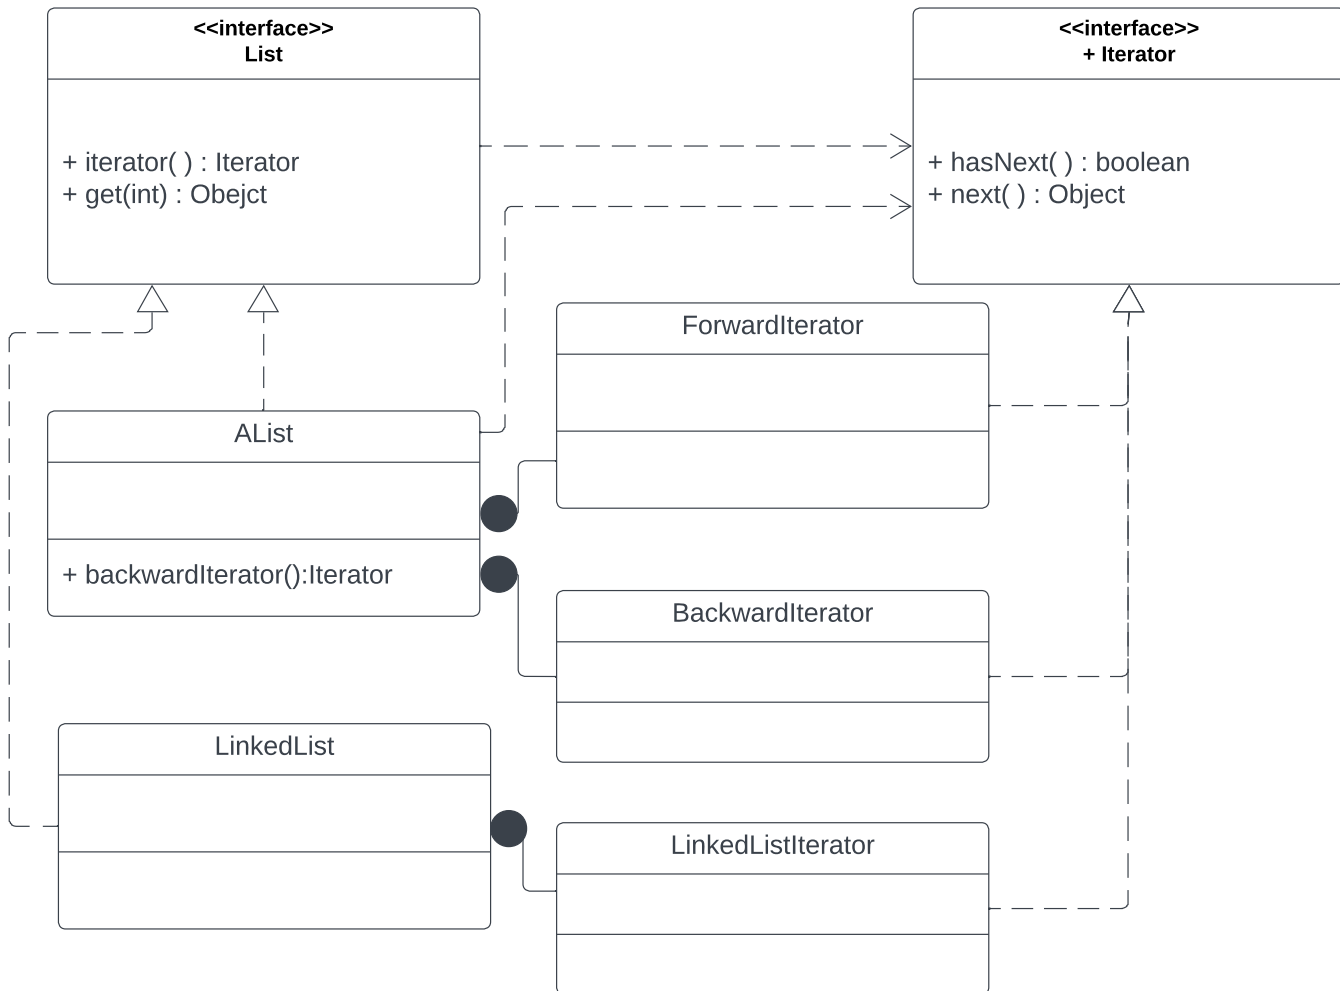 <<interface>>
List
+ iterator( ) : Iterator
+ get(int) : Obejct
<<interface>>
+ Iterator
+ hasNext( ) : boolean
+ next( ) : Object
ForwardIterator
AList
+ backwardIterator():Iterator
BackwardIterator
LinkedList
LinkedListIterator